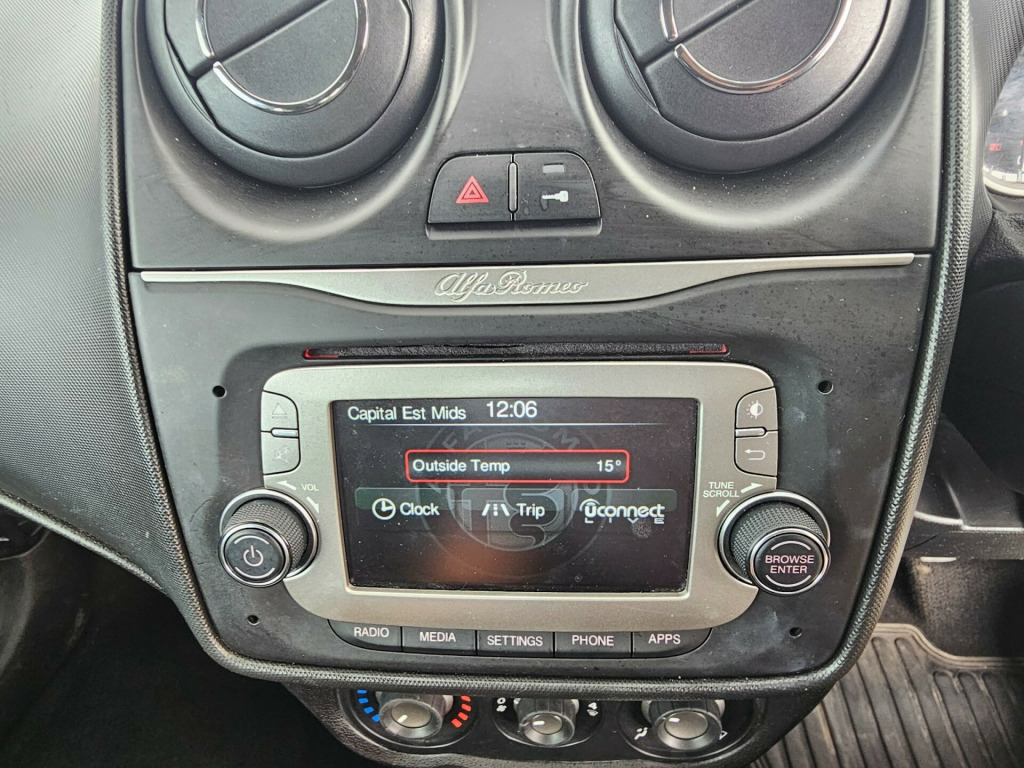 Alfa Romeo
Capital Est Mids 12:06
Outside Temp 15°
Clock Trip Uconnect
LIVE
VOL
TUNE
SCROLL
BROWSE
ENTER
RADIO MEDIA SETTINGS PHONE APPS